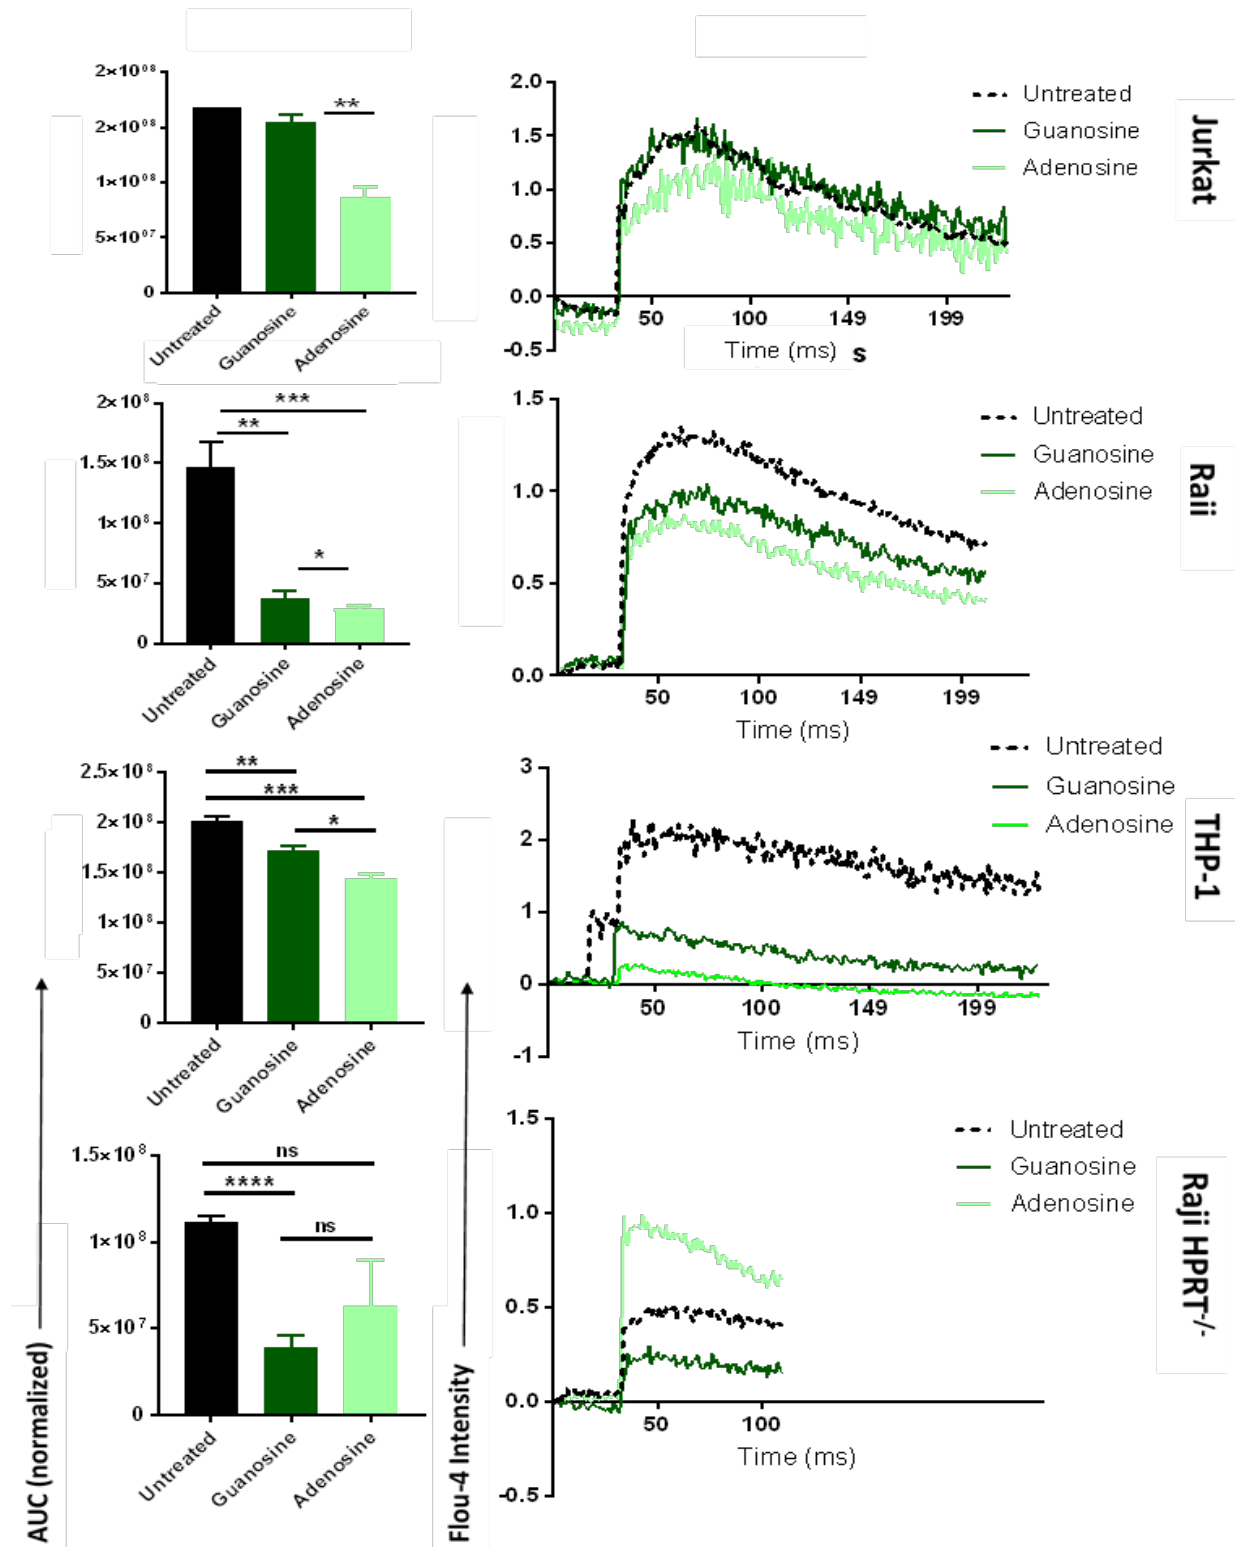 2×10⁰⁸
2×10⁰⁸
1×10⁰⁸
5×10⁰⁷
0
**
Untreated
Guanosine
Adenosine
2.0
1.5
1.0
0.5
0.0
-0.5
50
100
149
199
Time (ms) s
Untreated
Guanosine
Adenosine
Jurkat
2×10⁸
1.5×10⁸
1×10⁸
5×10⁷
0
***
**
*
Untreated
Guanosine
Adenosine
1.5
1.0
0.5
0.0
50
100
149
199
Time (ms)
Untreated
Guanosine
Adenosine
Raii
2.5×10⁸
2×10⁸
1.5×10⁸
1×10⁸
5×10⁷
0
**
***
*
Untreated
Guanosine
Adenosine
3
2
1
0
-1
50
100
149
199
Time (ms)
Untreated
Guanosine
Adenosine
THP-1
1.5×10⁸
1×10⁸
5×10⁷
0
ns
****
ns
Untreated
Guanosine
Adenosine
1.5
1.0
0.5
0.0
-0.5
50
100
Time (ms)
Untreated
Guanosine
Adenosine
Raji HPRT⁻/⁻
AUC (normalized)
Flou-4 Intensity